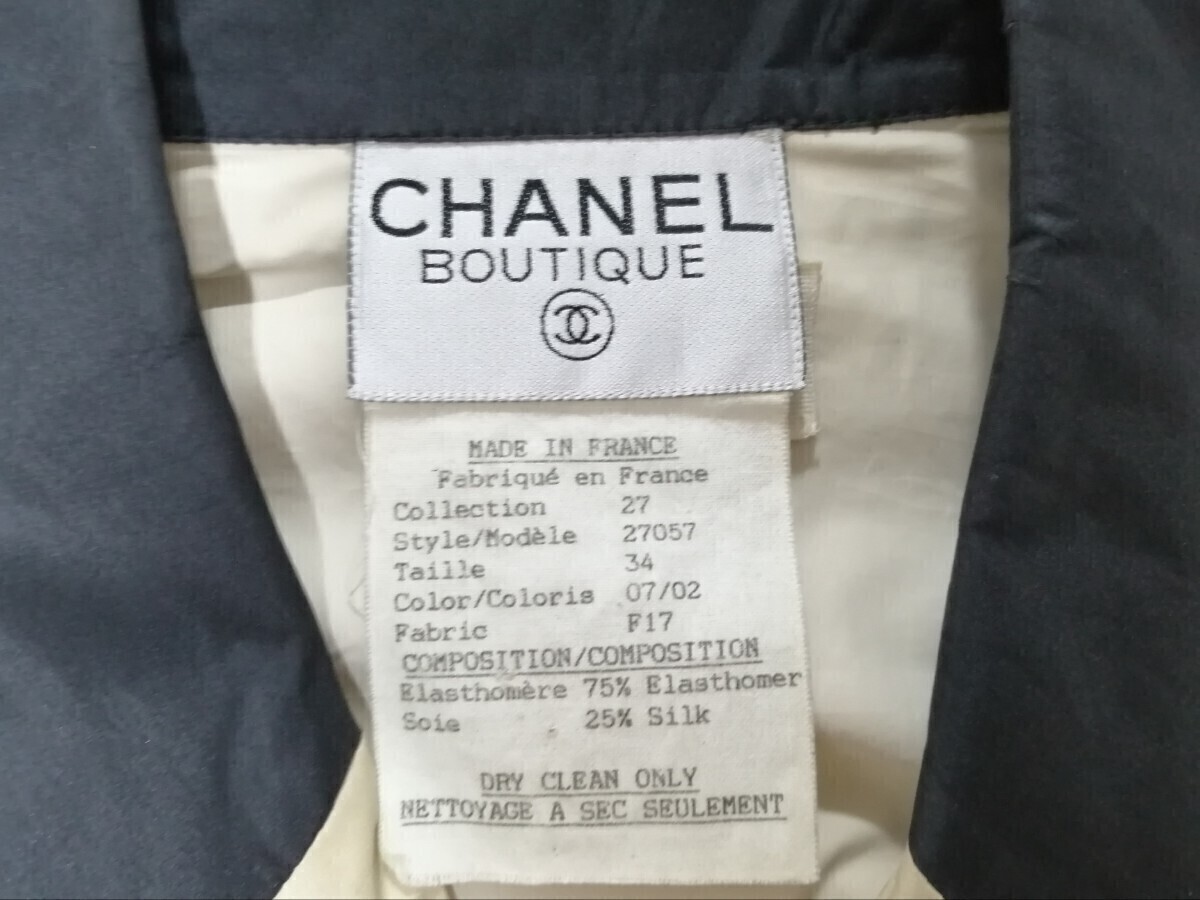 CHANEL
BOUTIQUE
MADE IN FRANCE
Fabriqué en France
Collection 27
Style/Modèle 27057
Taille 34
Color/Coloris 07/02
Fabric F17
COMPOSITION/COMPOSITION
Elasthomère 75% Elasthomer
Soie 25% Silk
DRY CLEAN ONLY
NETTOYAGE A SEC SEULEMENT